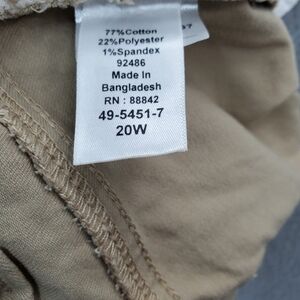 77%Cotton
22%Polyester
1%Spandex
92486
Made In
Bangladesh
RN : 88842
49-5451-7
20W